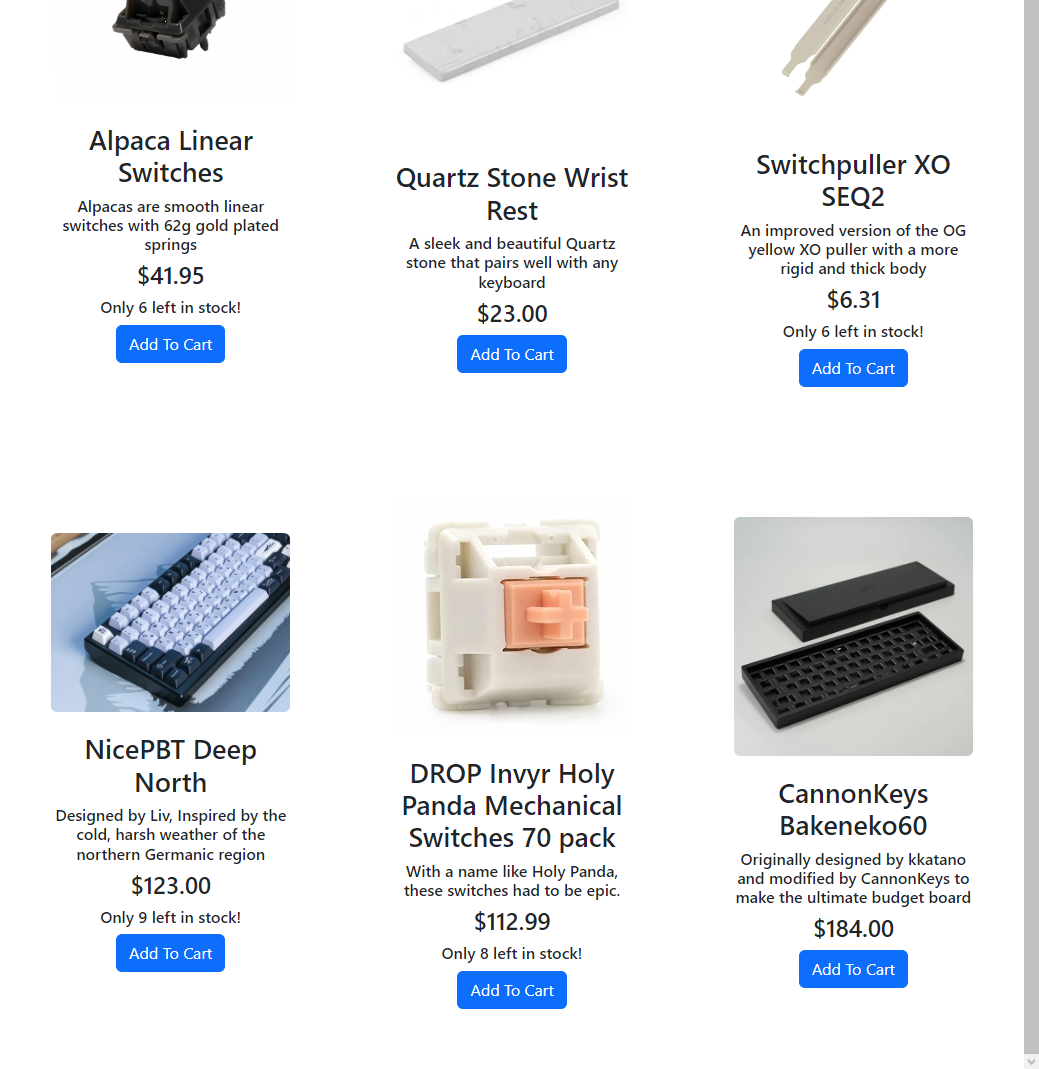 Alpaca Linear
Switches
Alpacas are smooth linear
switches with 62g gold plated
springs
$41.95
Only 6 left in stock!
Add To Cart
Quartz Stone Wrist
Rest
A sleek and beautiful Quartz
stone that pairs well with any
keyboard
$23.00
Add To Cart
Switchpuller XO
SEQ2
An improved version of the OG
yellow XO puller with a more
rigid and thick body
$6.31
Only 6 left in stock!
Add To Cart
NicePBT Deep
North
Designed by Liv, Inspired by the
cold, harsh weather of the
northern Germanic region
$123.00
Only 9 left in stock!
Add To Cart
DROP Invyr Holy
Panda Mechanical
Switches 70 pack
With a name like Holy Panda,
these switches had to be epic.
$112.99
Only 8 left in stock!
Add To Cart
CannonKeys
Bakeneko60
Originally designed by kkatano
and modified by CannonKeys to
make the ultimate budget board
$184.00
Add To Cart